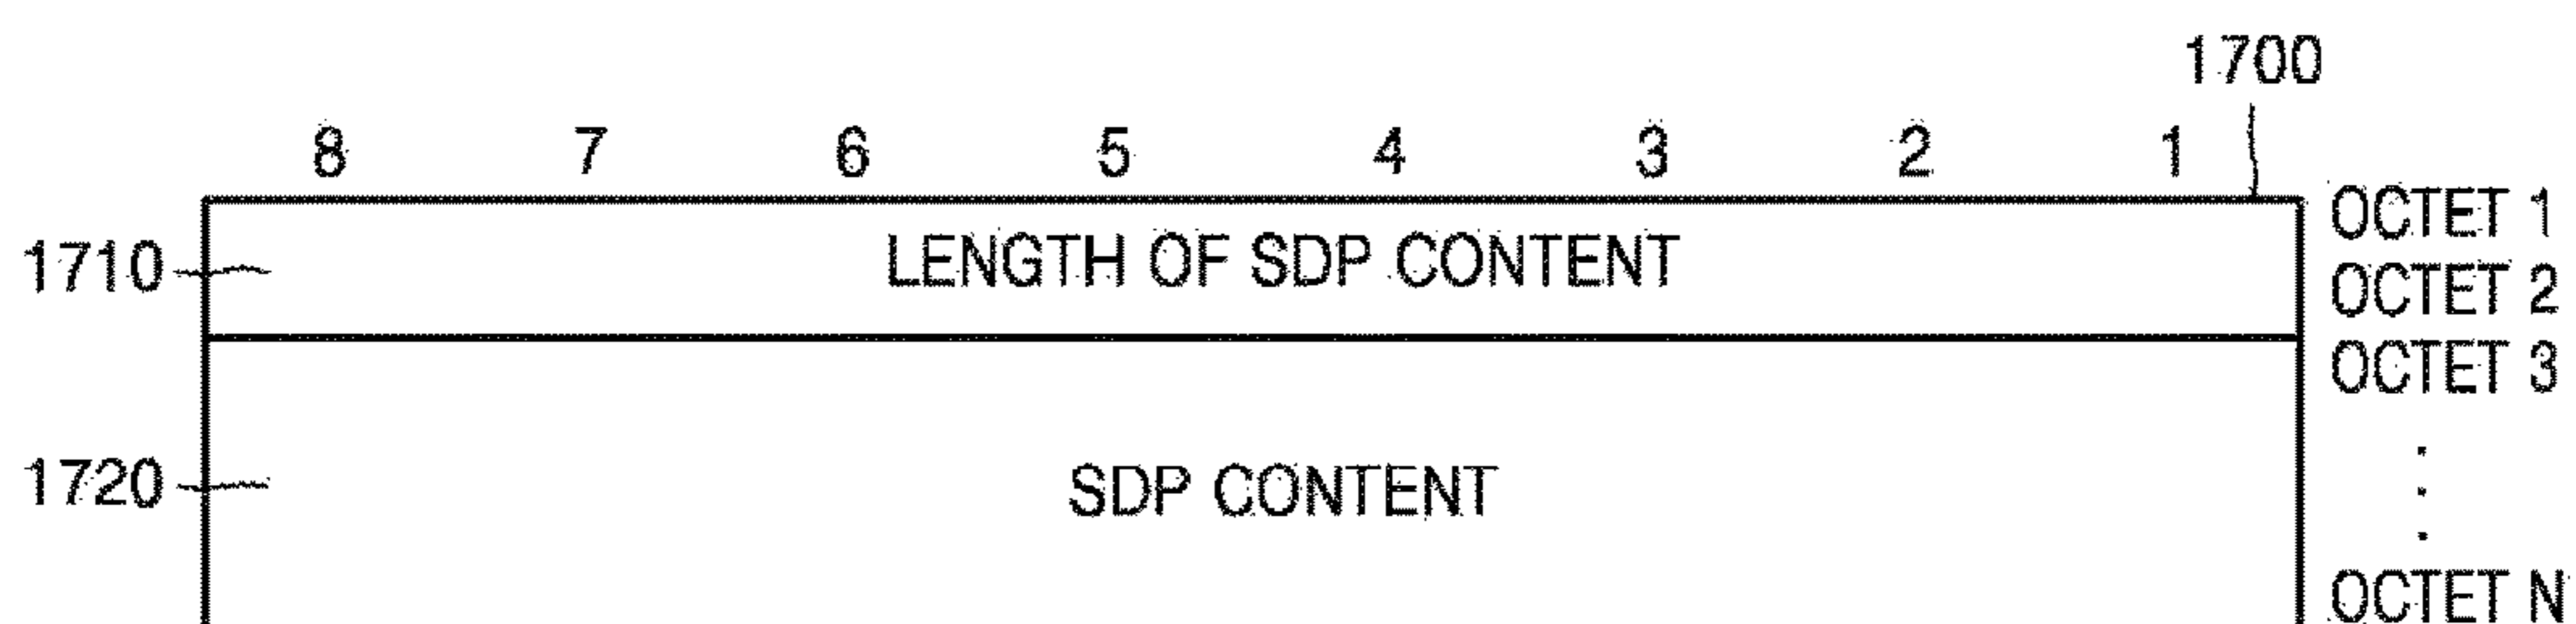 1700
8 7 6 5 4 3 2 1
OCTET 1
1710 LENGTH OF SDP CONTENT
OCTET 2
OCTET 3
1720 SDP CONTENT
OCTET N